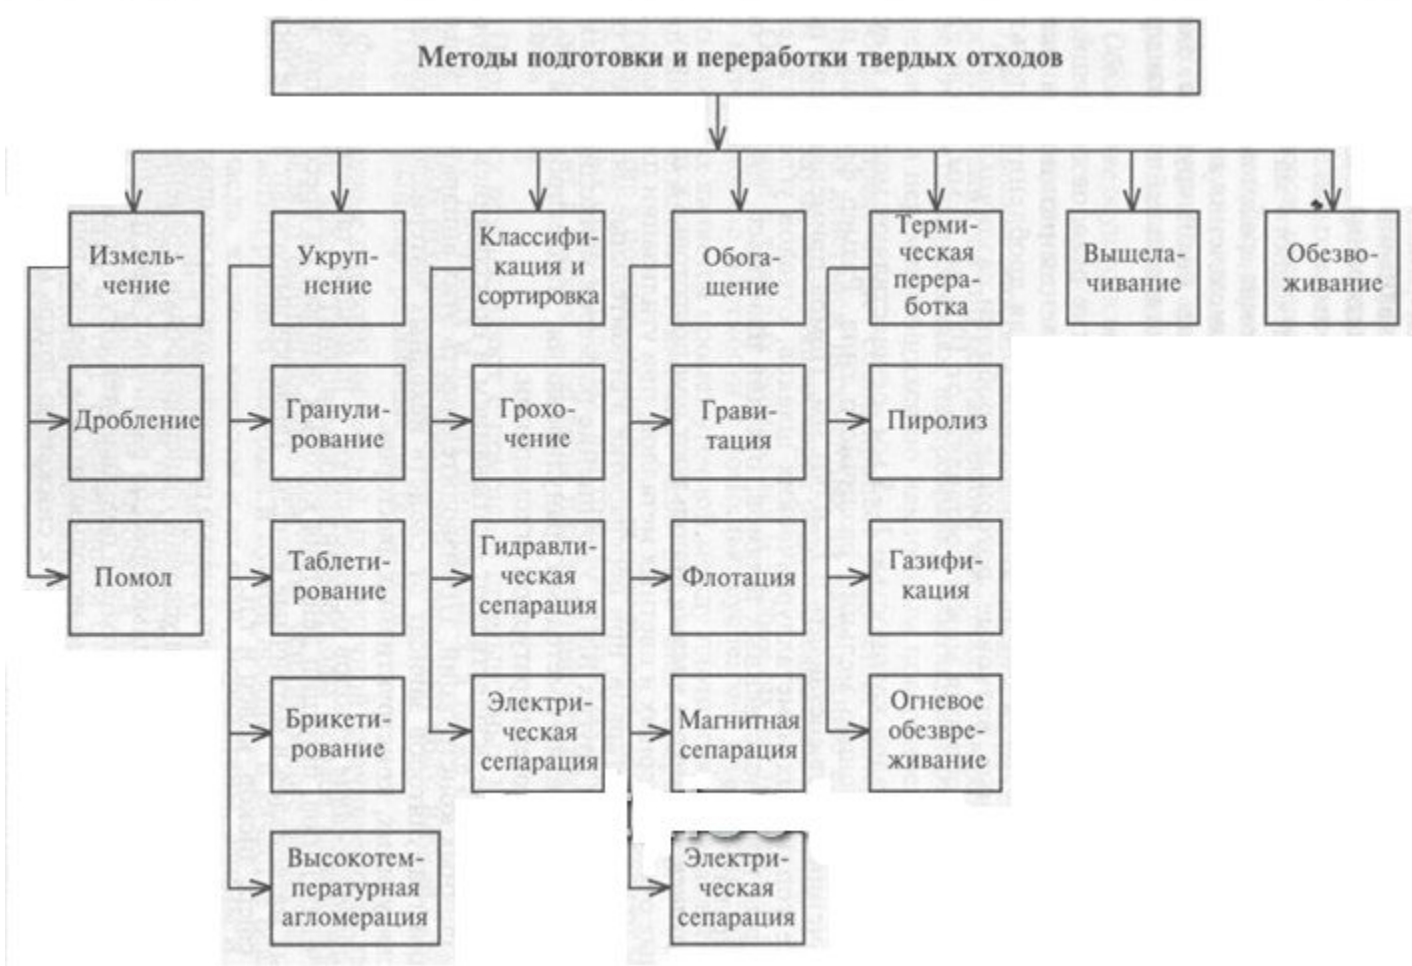 Методы подготовки и переработки твердых отходов
Измель-
чение
Укруп-
нение
Классифи-
кация и
сортировка
Обога-
щение
Терми-
ческая
перера-
ботка
Выщела-
чивание
Обезво-
живание
Дробление
Гранули-
рование
Грохо-
чение
Грави-
тация
Пиролиз
Помол
Таблети-
рование
Гидравли-
ческая
сепарация
Флотация
Газифи-
кация
Брикети-
рование
Электри-
ческая
сепарация
Магнитная
сепарация
Огневое
обезвре-
живание
Высокотем-
пературная
агломерация
Электри-
ческая
сепарация